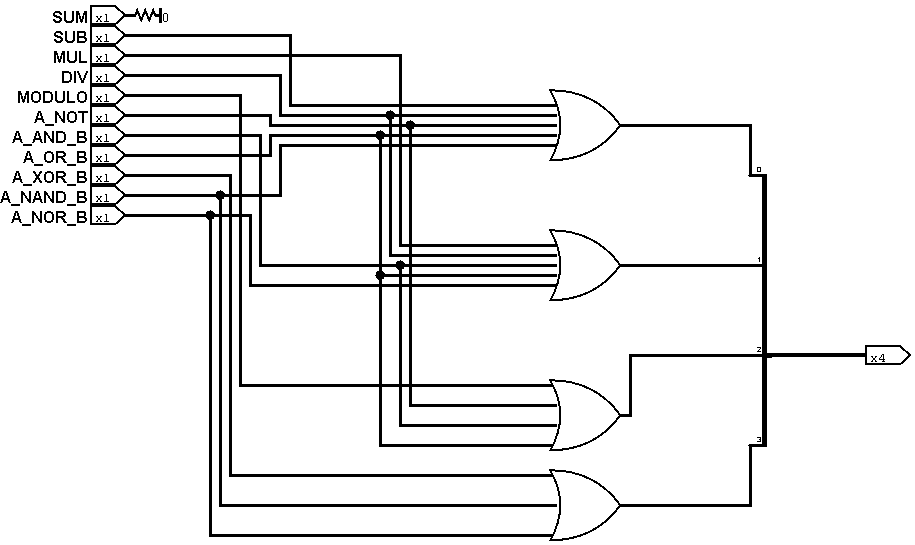 SUM x1 0
SUB x1
MUL x1
DIV x1
MODULO x1
A_NOT x1
A_AND_B x1
A_OR_B x1
A_XOR_B x1
A_NAND_B x1
A_NOR_B x1
0
1
2
x4
3